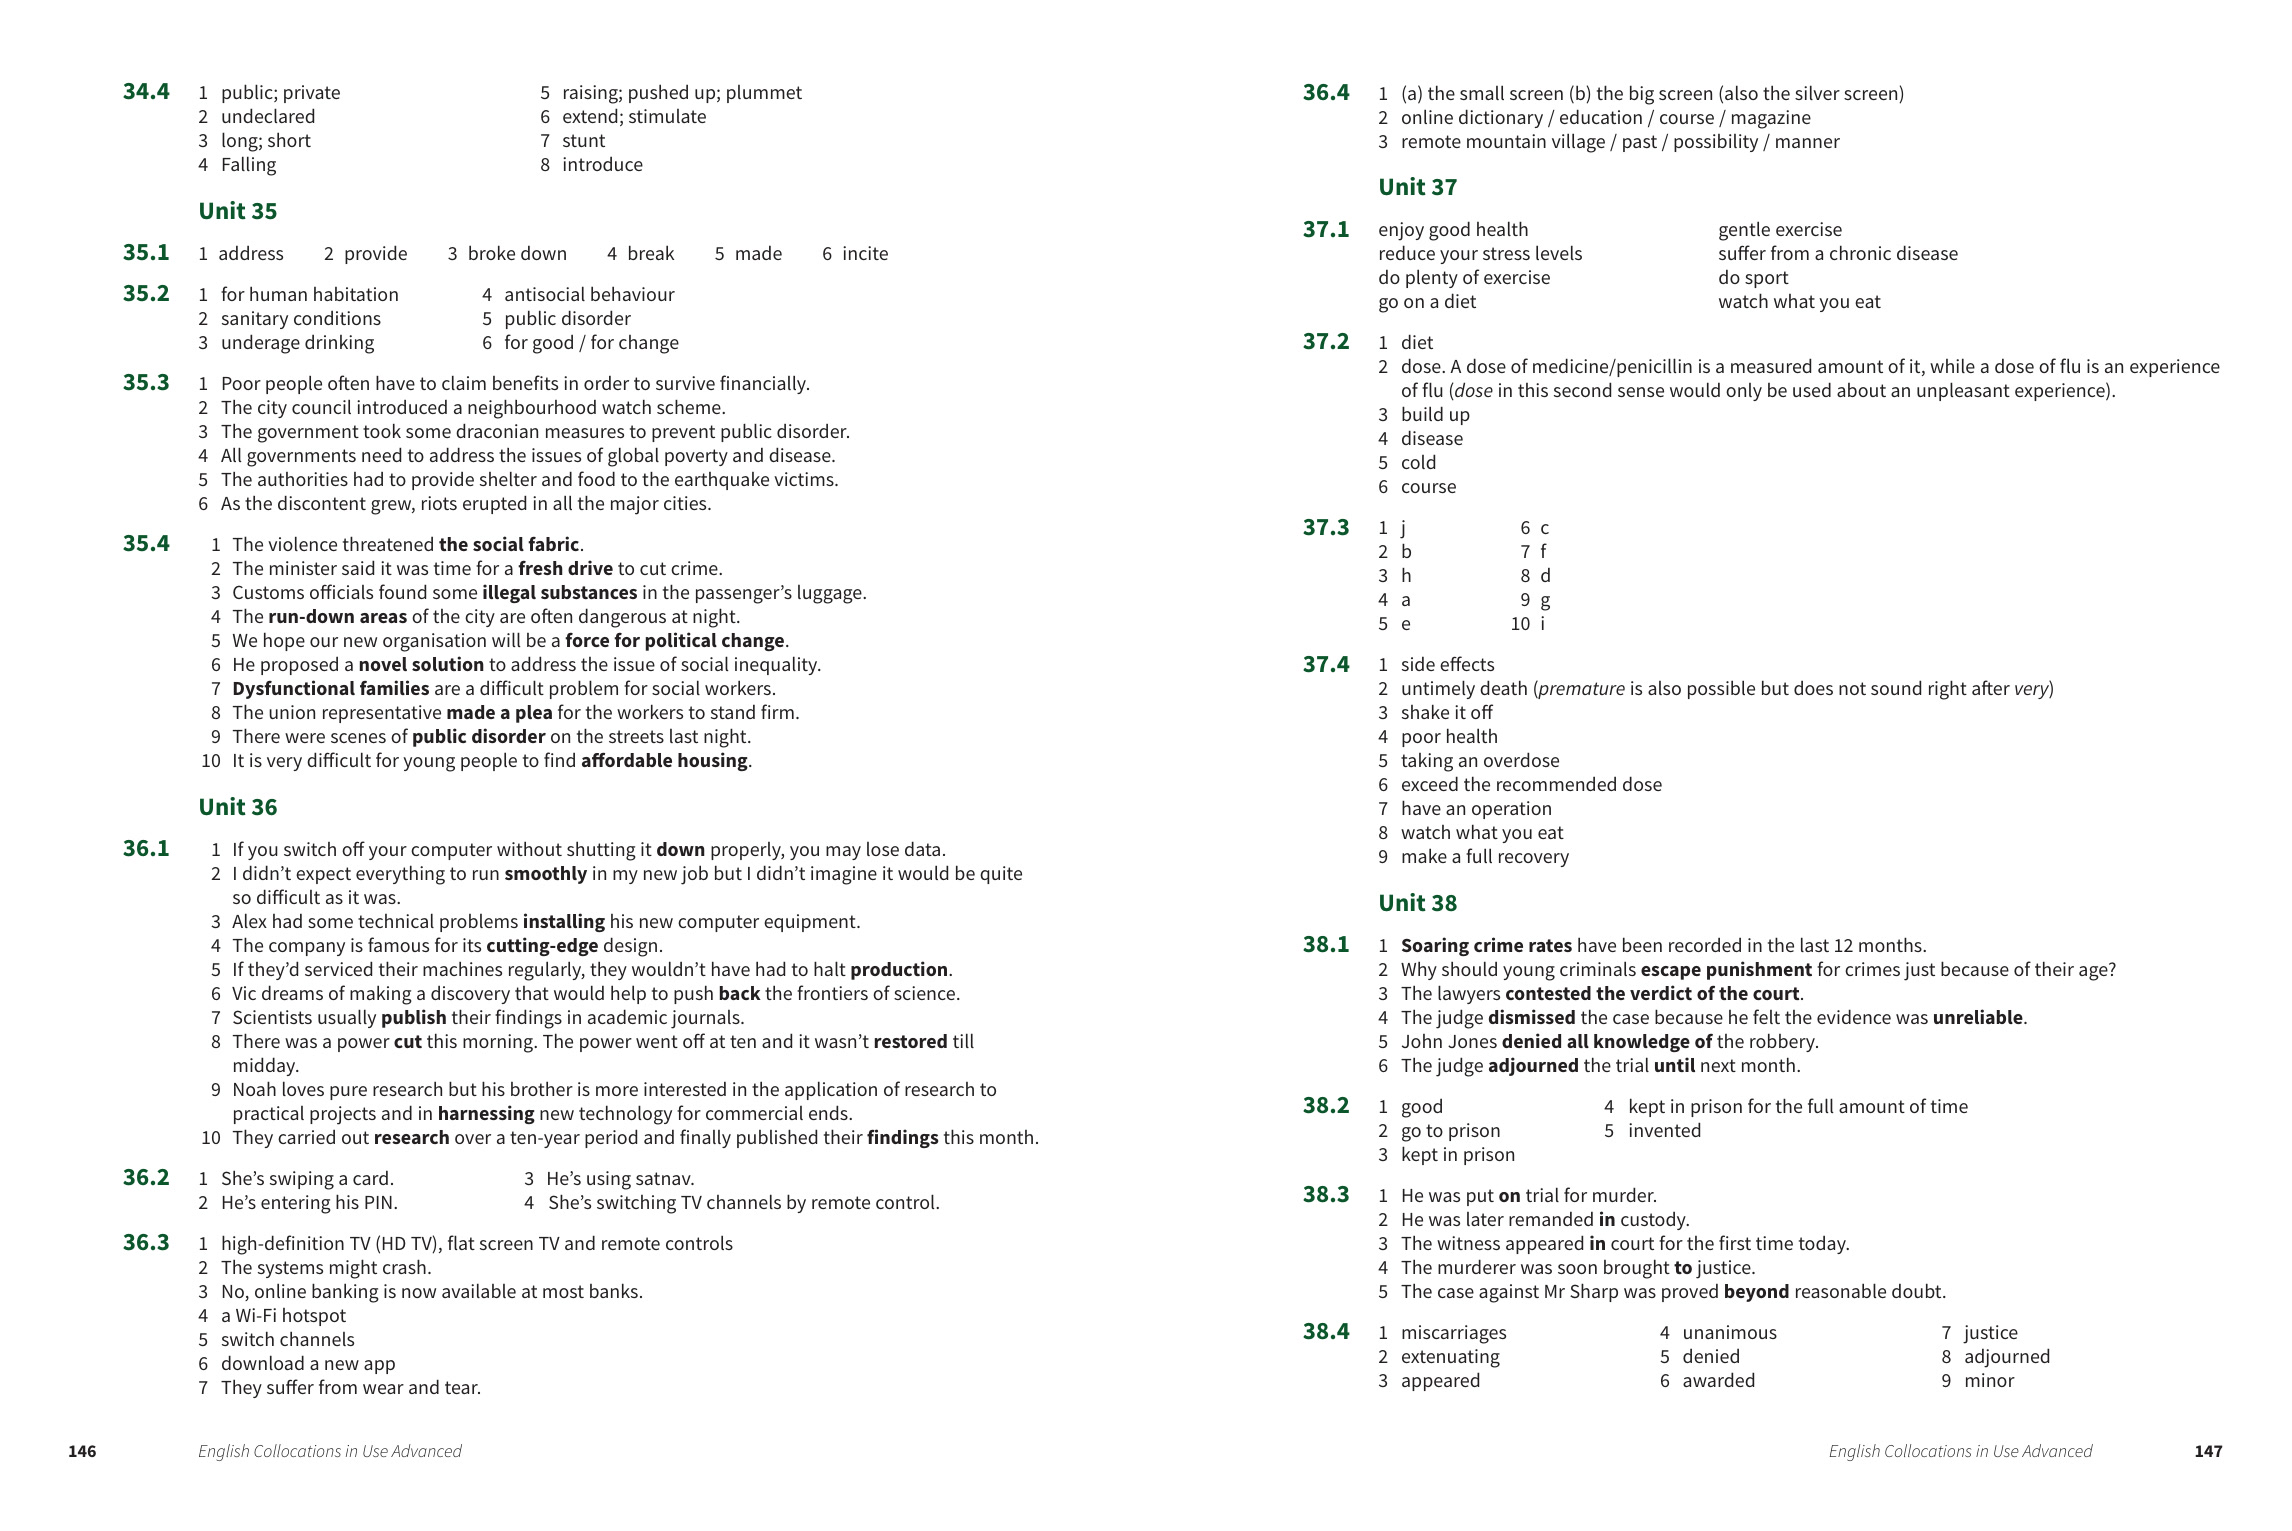 34.4 1 public; private 5 raising; pushed up; plummet
2 undeclared 6 extend; stimulate
3 long; short 7 stunt
4 Falling 8 introduce
Unit 35
35.1 1 address 2 provide 3 broke down 4 break 5 made 6 incite
35.2 1 for human habitation 4 antisocial behaviour
2 sanitary conditions 5 public disorder
3 underage drinking 6 for good / for change
35.3 1 Poor people often have to claim benefits in order to survive financially.
2 The city council introduced a neighbourhood watch scheme.
3 The government took some draconian measures to prevent public disorder.
4 All governments need to address the issues of global poverty and disease.
5 The authorities had to provide shelter and food to the earthquake victims.
6 As the discontent grew, riots erupted in all the major cities.
35.4 1 The violence threatened the social fabric.
2 The minister said it was time for a fresh drive to cut crime.
3 Customs officials found some illegal substances in the passenger’s luggage.
4 The run-down areas of the city are often dangerous at night.
5 We hope our new organisation will be a force for political change.
6 He proposed a novel solution to address the issue of social inequality.
7 Dysfunctional families are a difficult problem for social workers.
8 The union representative made a plea for the workers to stand firm.
9 There were scenes of public disorder on the streets last night.
10 It is very difficult for young people to find affordable housing.
Unit 36
36.1 1 If you switch off your computer without shutting it down properly, you may lose data.
2 I didn’t expect everything to run smoothly in my new job but I didn’t imagine it would be quite
so difficult as it was.
3 Alex had some technical problems installing his new computer equipment.
4 The company is famous for its cutting-edge design.
5 If they’d serviced their machines regularly, they wouldn’t have had to halt production.
6 Vic dreams of making a discovery that would help to push back the frontiers of science.
7 Scientists usually publish their findings in academic journals.
8 There was a power cut this morning. The power went off at ten and it wasn’t restored till
midday.
9 Noah loves pure research but his brother is more interested in the application of research to
practical projects and in harnessing new technology for commercial ends.
10 They carried out research over a ten-year period and finally published their findings this month.
36.2 1 She’s swiping a card. 3 He’s using satnav.
2 He’s entering his PIN. 4 She’s switching TV channels by remote control.
36.3 1 high-definition TV (HD TV), flat screen TV and remote controls
2 The systems might crash.
3 No, online banking is now available at most banks.
4 a Wi-Fi hotspot
5 switch channels
6 download a new app
7 They suffer from wear and tear.
146 English Collocations in Use Advanced
36.4 1 (a) the small screen (b) the big screen (also the silver screen)
2 online dictionary / education / course / magazine
3 remote mountain village / past / possibility / manner
Unit 37
37.1 enjoy good health gentle exercise
reduce your stress levels suffer from a chronic disease
do plenty of exercise do sport
go on a diet watch what you eat
37.2 1 diet
2 dose. A dose of medicine/penicillin is a measured amount of it, while a dose of flu is an experience
of flu (dose in this second sense would only be used about an unpleasant experience).
3 build up
4 disease
5 cold
6 course
37.3 1 j 6 c
2 b 7 f
3 h 8 d
4 a 9 g
5 e 10 i
37.4 1 side effects
2 untimely death (premature is also possible but does not sound right after very)
3 shake it off
4 poor health
5 taking an overdose
6 exceed the recommended dose
7 have an operation
8 watch what you eat
9 make a full recovery
Unit 38
38.1 1 Soaring crime rates have been recorded in the last 12 months.
2 Why should young criminals escape punishment for crimes just because of their age?
3 The lawyers contested the verdict of the court.
4 The judge dismissed the case because he felt the evidence was unreliable.
5 John Jones denied all knowledge of the robbery.
6 The judge adjourned the trial until next month.
38.2 1 good 4 kept in prison for the full amount of time
2 go to prison 5 invented
3 kept in prison
38.3 1 He was put on trial for murder.
2 He was later remanded in custody.
3 The witness appeared in court for the first time today.
4 The murderer was soon brought to justice.
5 The case against Mr Sharp was proved beyond reasonable doubt.
38.4 1 miscarriages 4 unanimous 7 justice
2 extenuating 5 denied 8 adjourned
3 appeared 6 awarded 9 minor
English Collocations in Use Advanced 147